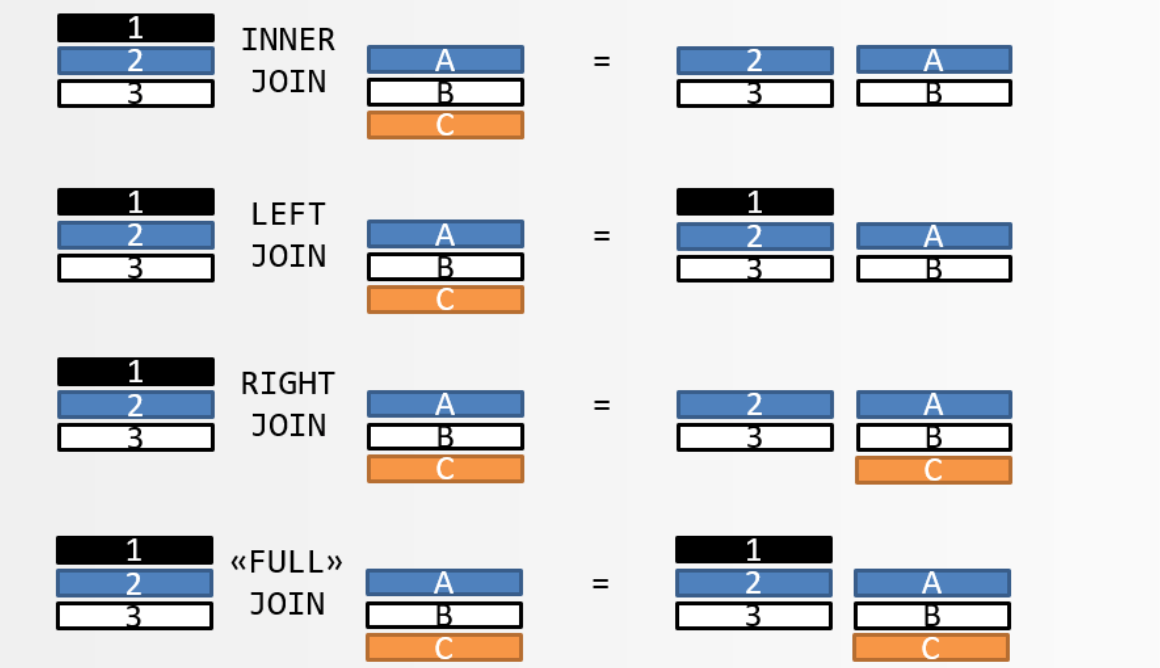 1
INNER
2 A = 2 A
JOIN
3 B 3 B
C
1 1
LEFT
2 A = 2 A
JOIN
3 B 3 B
C
1
RIGHT
2 A = 2 A
JOIN
3 B 3 B
C C
1 1
«FULL»
2 A = 2 A
JOIN
3 B 3 B
C C